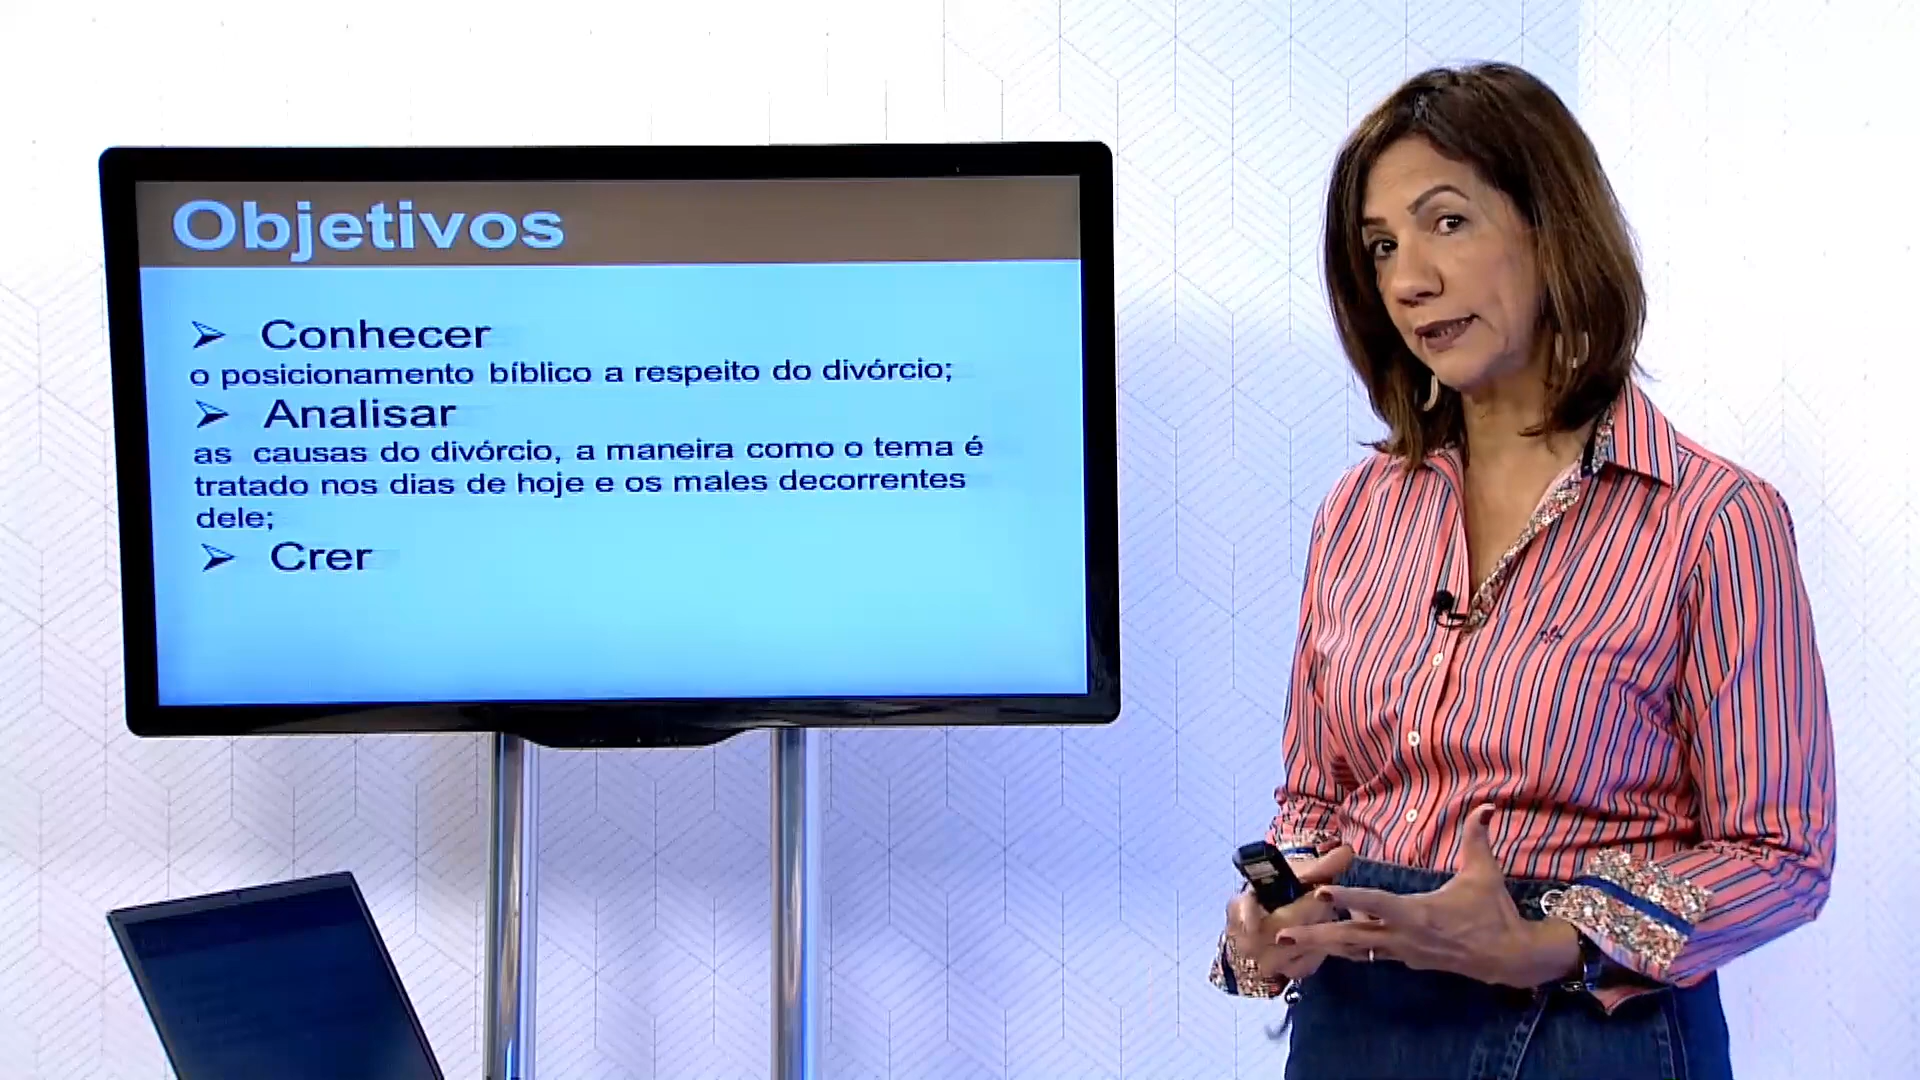 Objetivos
➢ Conhecer
o posicionamento bíblico a respeito do divórcio;
➢ Analisar
as causas do divórcio, a maneira como o tema é
tratado nos dias de hoje e os males decorrentes
dele;
➢ Crer